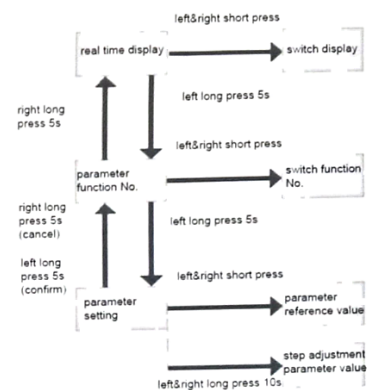 left&right short press
real time display
switch display
left long press 5s
right long
press 5s
left&right short press
parameter
function No.
switch function
No.
right long
press 5s
(cancel)
left long press 5s
left long
press 5s
(confirm)
left&right short press
parameter
setting
parameter
reference value
step adjustment
parameter value
left&right long press 10s